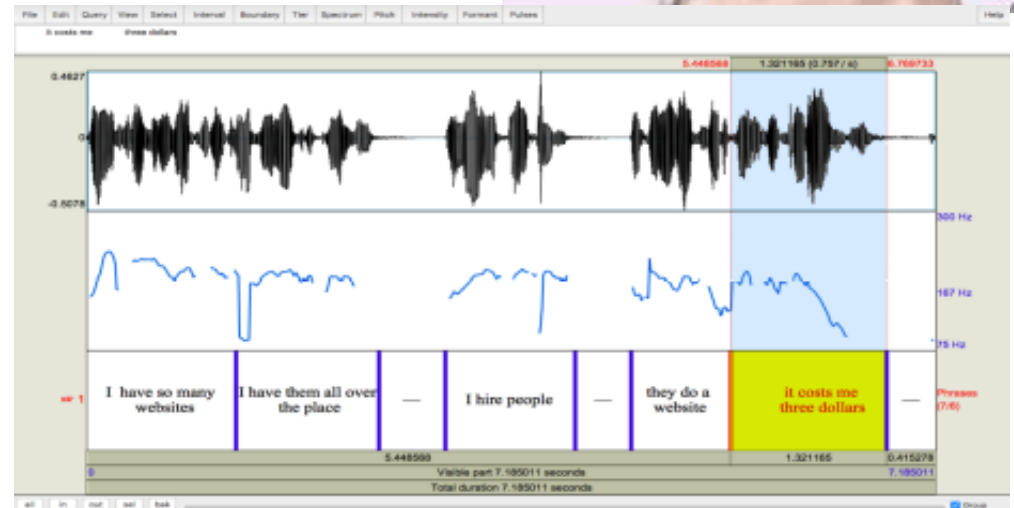 File Edit Query View Select Interval Boundary Tier Spectrum Pitch Intensity Formant Pulses Help
it costs me three dollars
5.448568 1.321165 (0.757 / s) 6.769733
0.4627
0
-0.5078
300 Hz
167 Hz
75 Hz
I have so many
websites
I have them all over
the place
—
I hire people
—
they do a
website
it costs me
three dollars
—
1
Phrases
(7/8)
5.448568 1.321165 0.415278
0 Visible part 7.185011 seconds 7.185011
Total duration 7.185011 seconds
all in out sel bak Group